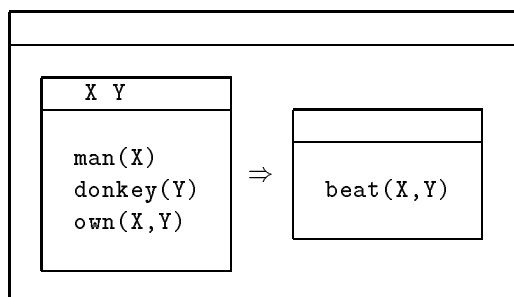 X Y
man(X)
donkey(Y)
own(X,Y)
⇒
beat(X,Y)